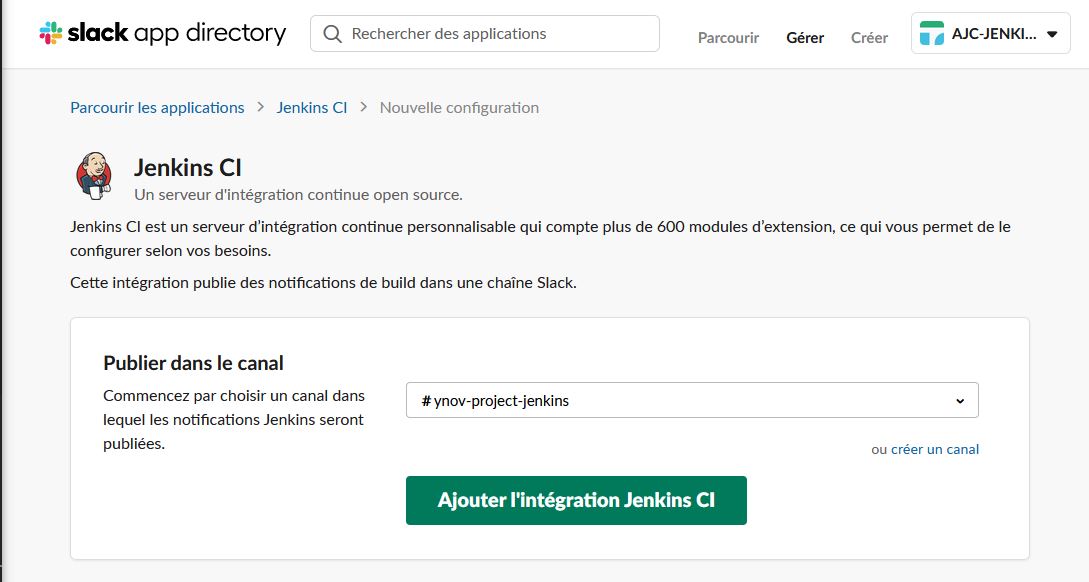 slack app directory
Rechercher des applications
Parcourir
Gérer
Créer
AJC-JENKI...
Parcourir les applications > Jenkins CI > Nouvelle configuration
Jenkins CI
Un serveur d'intégration continue open source.
Jenkins CI est un serveur d’intégration continue personnalisable qui compte plus de 600 modules d’extension, ce qui vous permet de le
configurer selon vos besoins.
Cette intégration publie des notifications de build dans une chaîne Slack.
Publier dans le canal
Commencez par choisir un canal dans
lequel les notifications Jenkins seront
publiées.
# ynov-project-jenkins
ou créer un canal
Ajouter l'intégration Jenkins CI